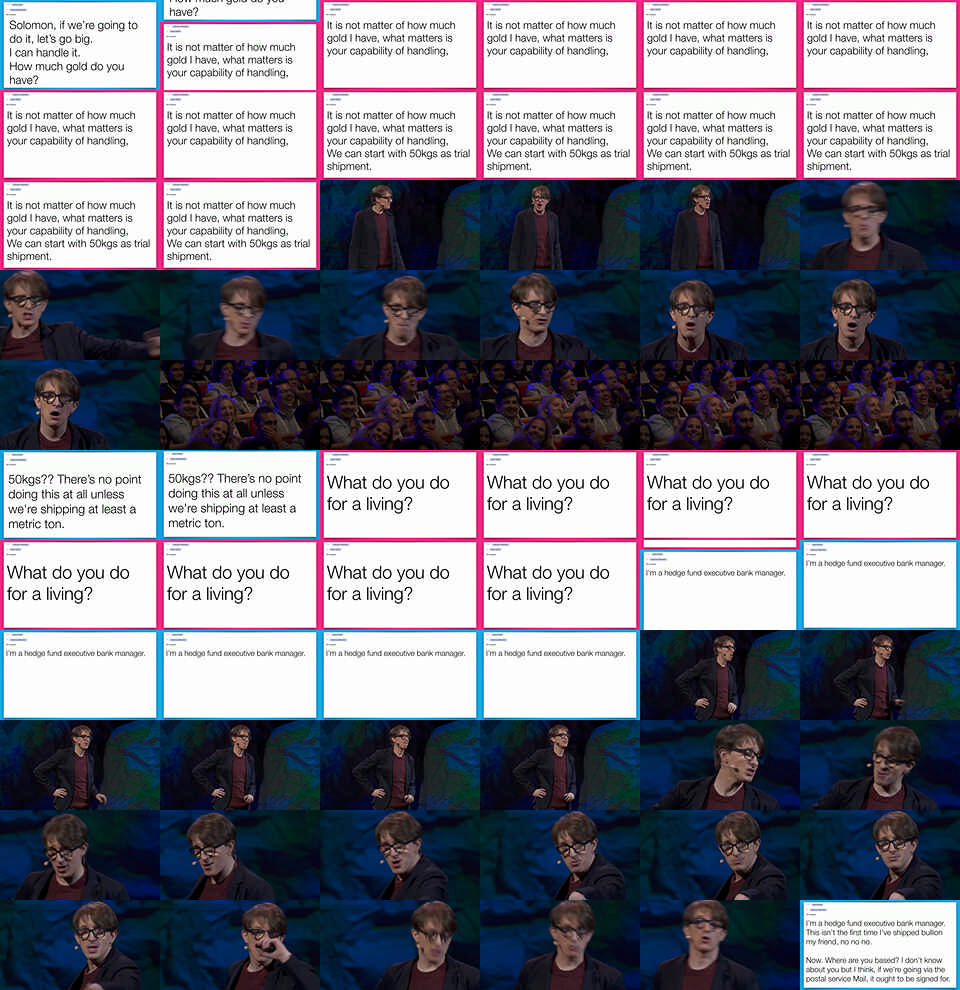 Solomon, if we're going to
do it, let's go big.
I can handle it.
How much gold do you
have?
How much gold do you
have?
It is not matter of how much
gold I have, what matters is
your capability of handling,
It is not matter of how much
gold I have, what matters is
your capability of handling,
It is not matter of how much
gold I have, what matters is
your capability of handling,
It is not matter of how much
gold I have, what matters is
your capability of handling,
It is not matter of how much
gold I have, what matters is
your capability of handling,
It is not matter of how much
gold I have, what matters is
your capability of handling,
It is not matter of how much
gold I have, what matters is
your capability of handling,
It is not matter of how much
gold I have, what matters is
your capability of handling,
We can start with 50kgs as trial
shipment.
It is not matter of how much
gold I have, what matters is
your capability of handling,
We can start with 50kgs as trial
shipment.
It is not matter of how much
gold I have, what matters is
your capability of handling,
We can start with 50kgs as trial
shipment.
It is not matter of how much
gold I have, what matters is
your capability of handling,
We can start with 50kgs as trial
shipment.
It is not matter of how much
gold I have, what matters is
your capability of handling,
We can start with 50kgs as trial
shipment.
It is not matter of how much
gold I have, what matters is
your capability of handling,
We can start with 50kgs as trial
shipment.
50kgs?? There's no point
doing this at all unless
we're shipping at least a
metric ton.
50kgs?? There's no point
doing this at all unless
we're shipping at least a
metric ton.
What do you do
for a living?
What do you do
for a living?
What do you do
for a living?
What do you do
for a living?
What do you do
for a living?
What do you do
for a living?
What do you do
for a living?
What do you do
for a living?
I'm a hedge fund executive bank manager.
I'm a hedge fund executive bank manager.
I'm a hedge fund executive bank manager.
I'm a hedge fund executive bank manager.
I'm a hedge fund executive bank manager.
I'm a hedge fund executive bank manager.
I'm a hedge fund executive bank manager.
This isn't the first time I've shipped bullion
my friend, no no no.
Now. Where are you based? I don't know
about you but I think, if we're going via the
postal service Mail, it ought to be signed for.